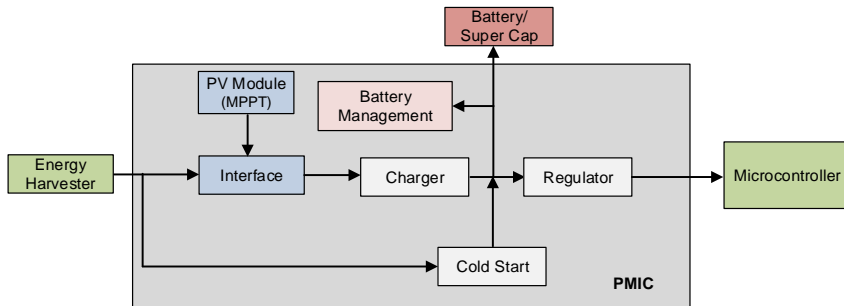 Battery/
Super Cap
PV Module
(MPPT)
Battery
Management
Energy
Harvester
Interface
Charger
Regulator
Microcontroller
Cold Start
PMIC